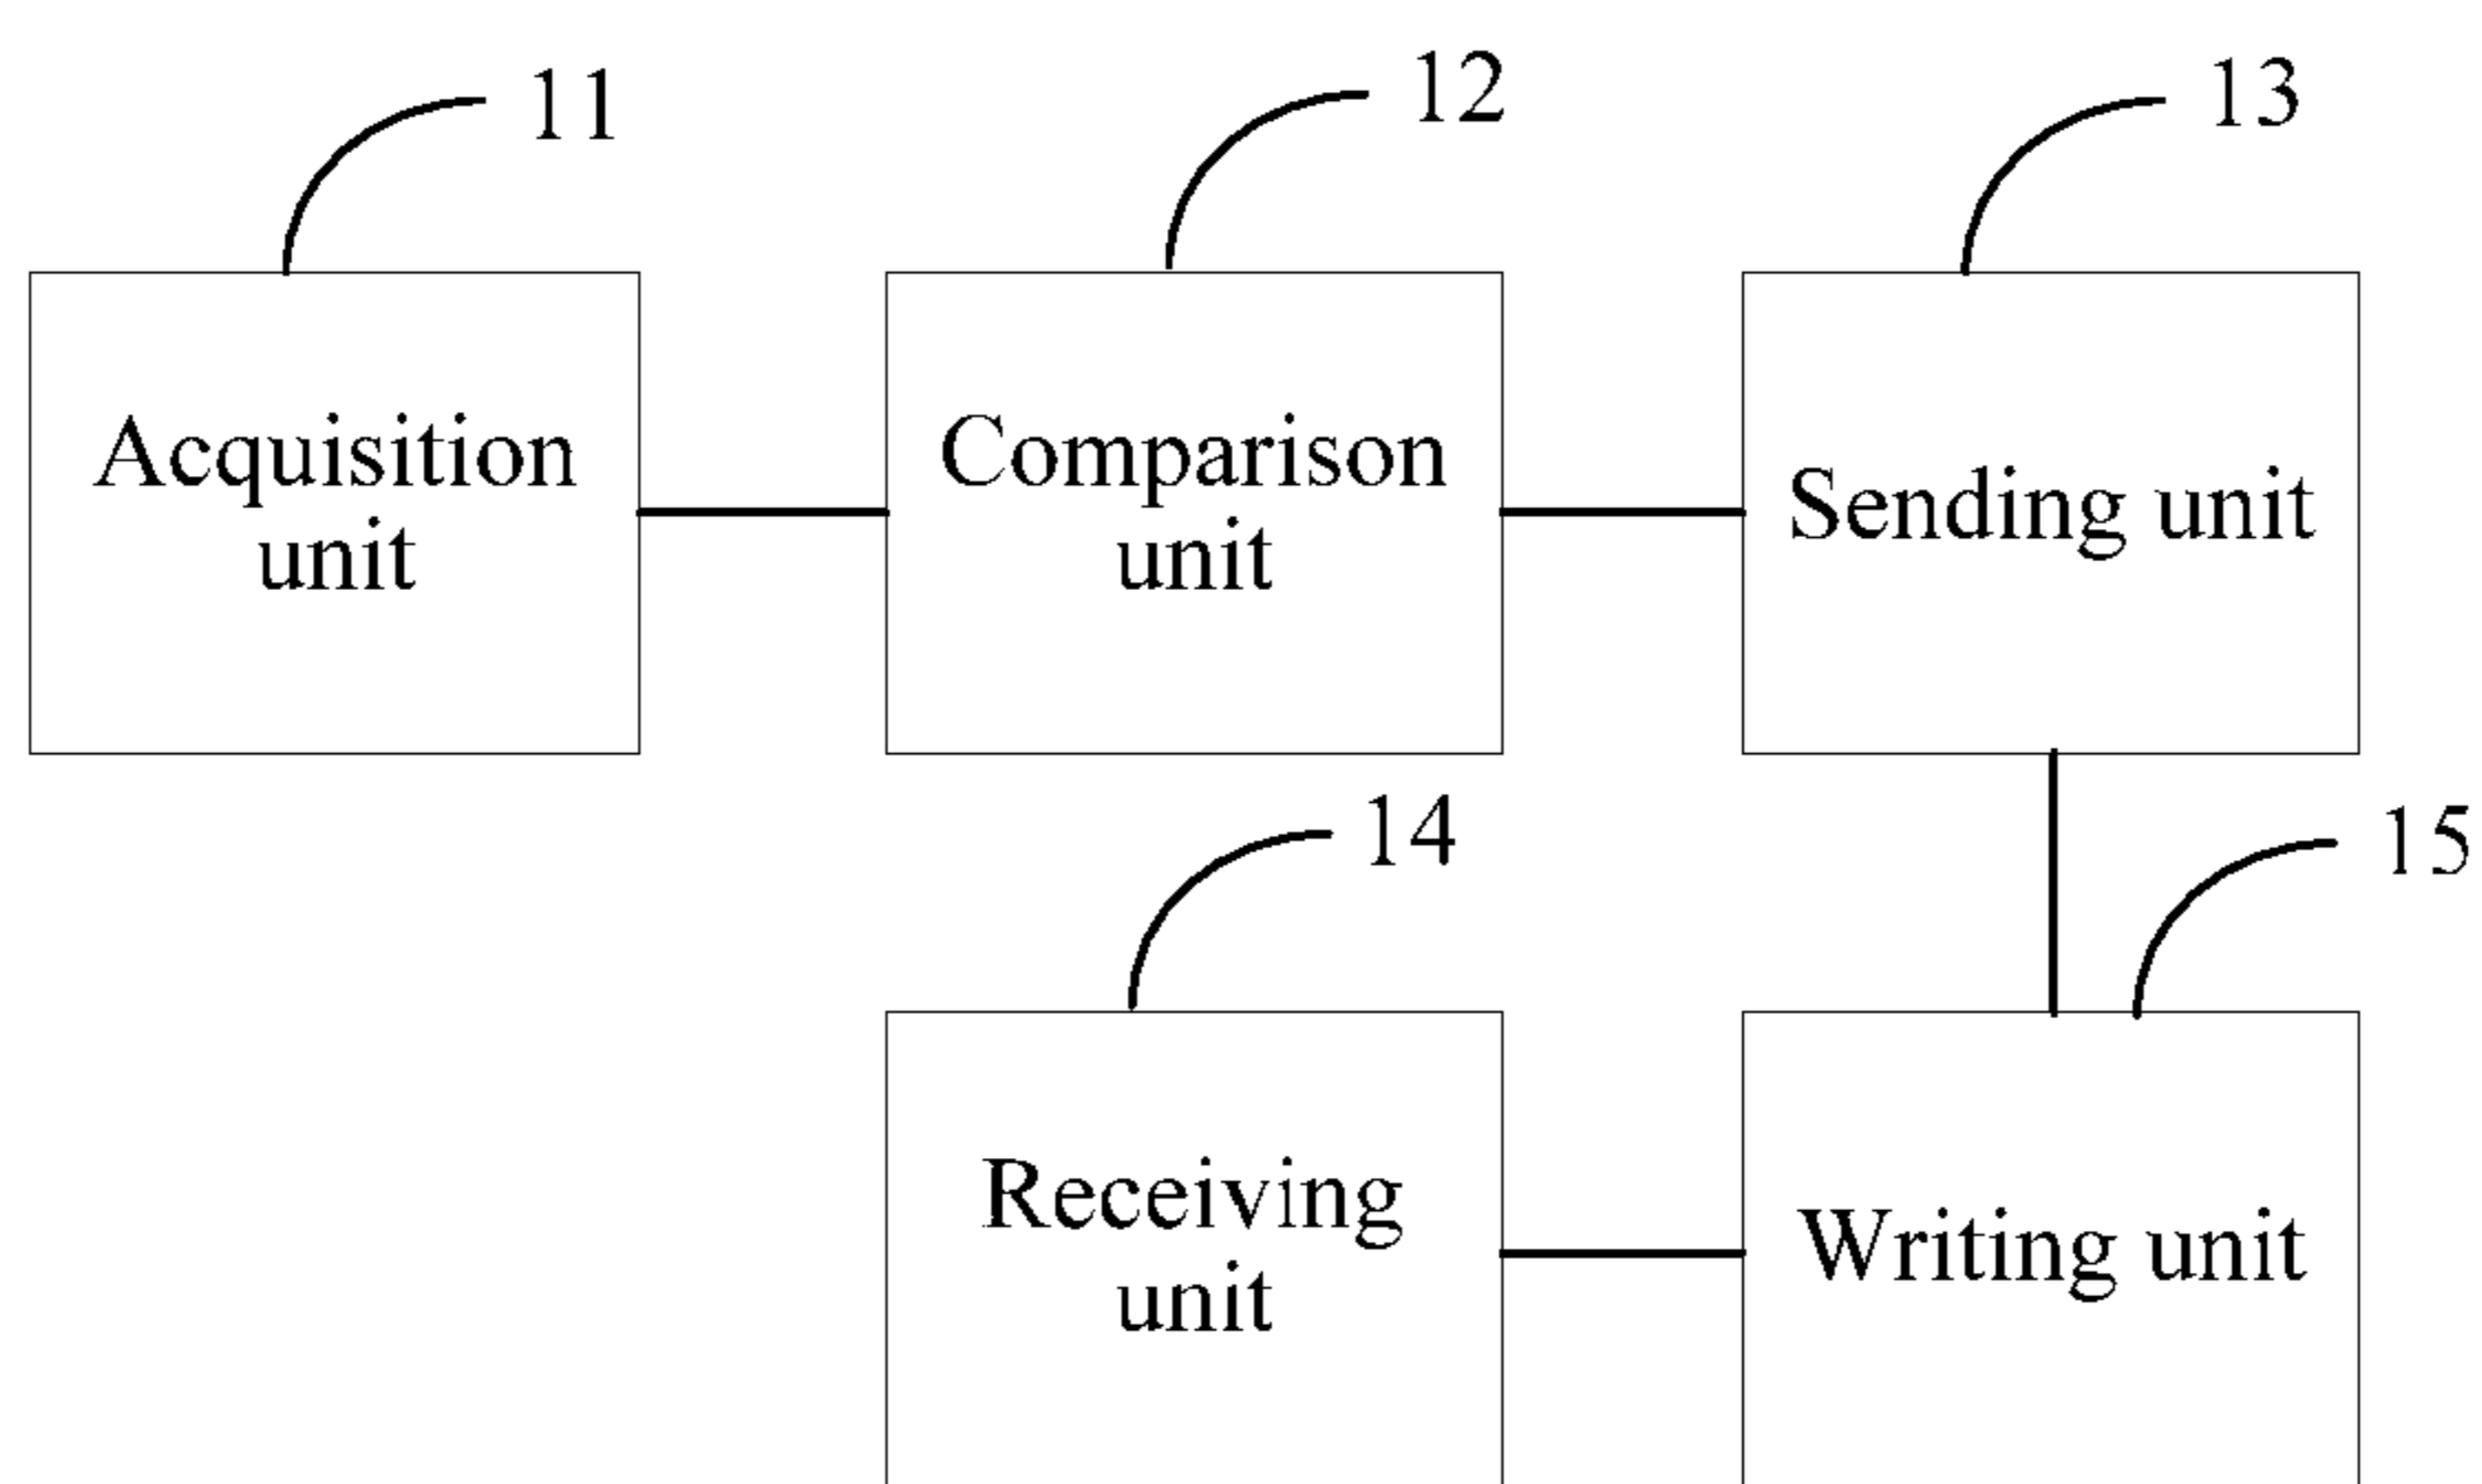 11
12
13
Acquisition
unit
Comparison
unit
Sending unit
14
15
Receiving
unit
Writing unit